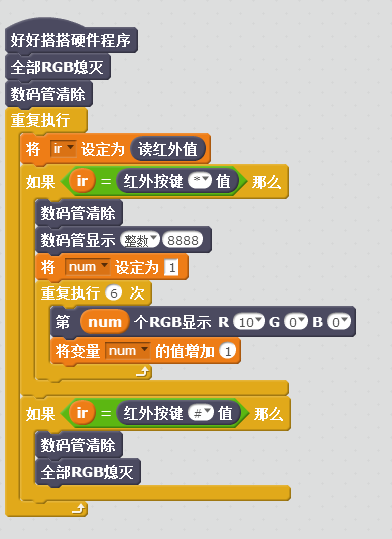 好好搭搭硬件程序
全部RGB熄灭
数码管清除
重复执行
将 ir 设定为 读红外值
如果 ir = 红外按键 * 值 那么
数码管清除
数码管显示 整数 8888
将 num 设定为 1
重复执行 6 次
第 num 个RGB显示 R 10 G 0 B 0
将变量 num 的值增加 1
如果 ir = 红外按键 # 值 那么
数码管清除
全部RGB熄灭